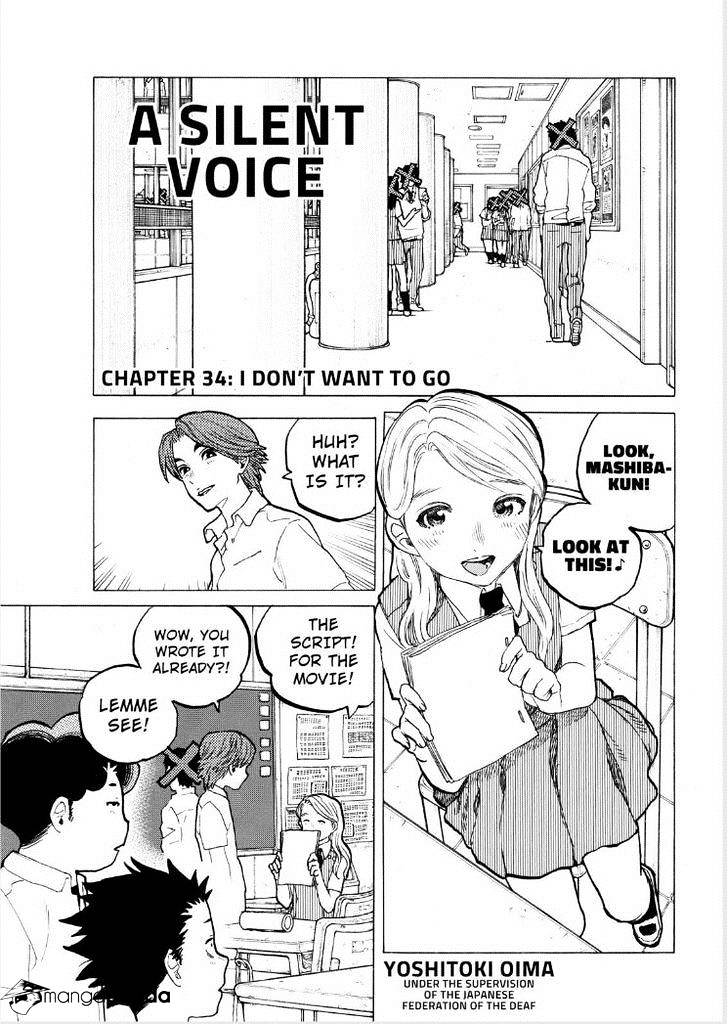 A SILENT
VOICE
CHAPTER 34: I DON'T WANT TO GO
LOOK,
MASHIBA-
KUN!
LOOK AT
THIS!♪
HUH?
WHAT
IS IT?
THE
SCRIPT!
FOR THE
MOVIE!
WOW, YOU
WROTE IT
ALREADY?!
LEMME
SEE!
YOSHITOKI OIMA
UNDER THE SUPERVISION
OF THE JAPANESE
FEDERATION OF THE DEAF